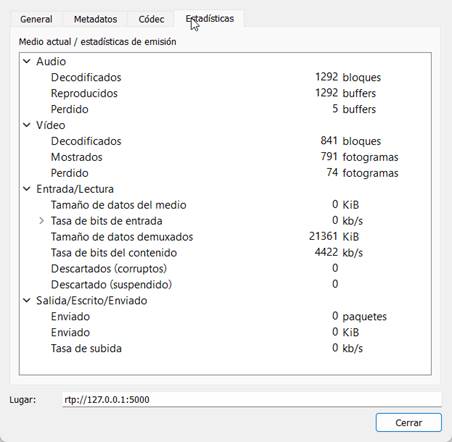 General Metadatos Códec Estadísticas
Medio actual / estadísticas de emisión
Audio
Decodificados 1292 bloques
Reproducidos 1292 buffers
Perdido 5 buffers
Vídeo
Decodificados 841 bloques
Mostrados 791 fotogramas
Perdido 74 fotogramas
Entrada/Lectura
Tamaño de datos del medio 0 KiB
Tasa de bits de entrada 0 kb/s
Tamaño de datos demuxados 21361 KiB
Tasa de bits del contenido 4422 kb/s
Descartados (corruptos) 0
Descartado (suspendido) 0
Salida/Escrito/Enviado
Enviado 0 paquetes
Enviado 0 KiB
Tasa de subida 0 kb/s
Lugar: rtp://127.0.0.1:5000
Cerrar